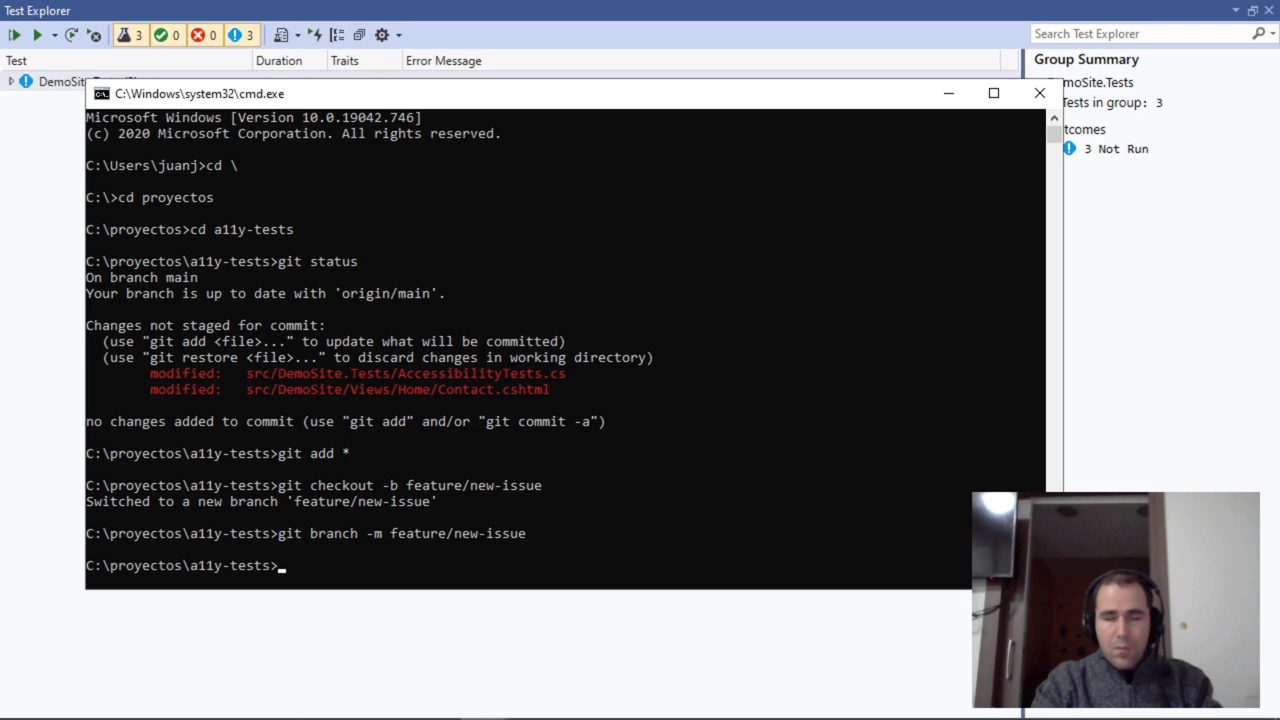 Test Explorer
3 0 0 3
Search Test Explorer
Test Duration Traits Error Message
Group Summary
DemoSit
moSite.Tests
C:\Windows\system32\cmd.exe
Tests in group: 3
tcomes
3 Not Run
Microsoft Windows [Version 10.0.19042.746]
(c) 2020 Microsoft Corporation. All rights reserved.
C:\Users\juanj>cd \
C:\>cd proyectos
C:\proyectos>cd a11y-tests
C:\proyectos\a11y-tests>git status
On branch main
Your branch is up to date with 'origin/main'.
Changes not staged for commit:
(use "git add <file>..." to update what will be committed)
(use "git restore <file>..." to discard changes in working directory)
modified: src/DemoSite.Tests/AccessibilityTests.cs
modified: src/DemoSite/Views/Home/Contact.cshtml
no changes added to commit (use "git add" and/or "git commit -a")
C:\proyectos\a11y-tests>git add *
C:\proyectos\a11y-tests>git checkout -b feature/new-issue
Switched to a new branch 'feature/new-issue'
C:\proyectos\a11y-tests>git branch -m feature/new-issue
C:\proyectos\a11y-tests>